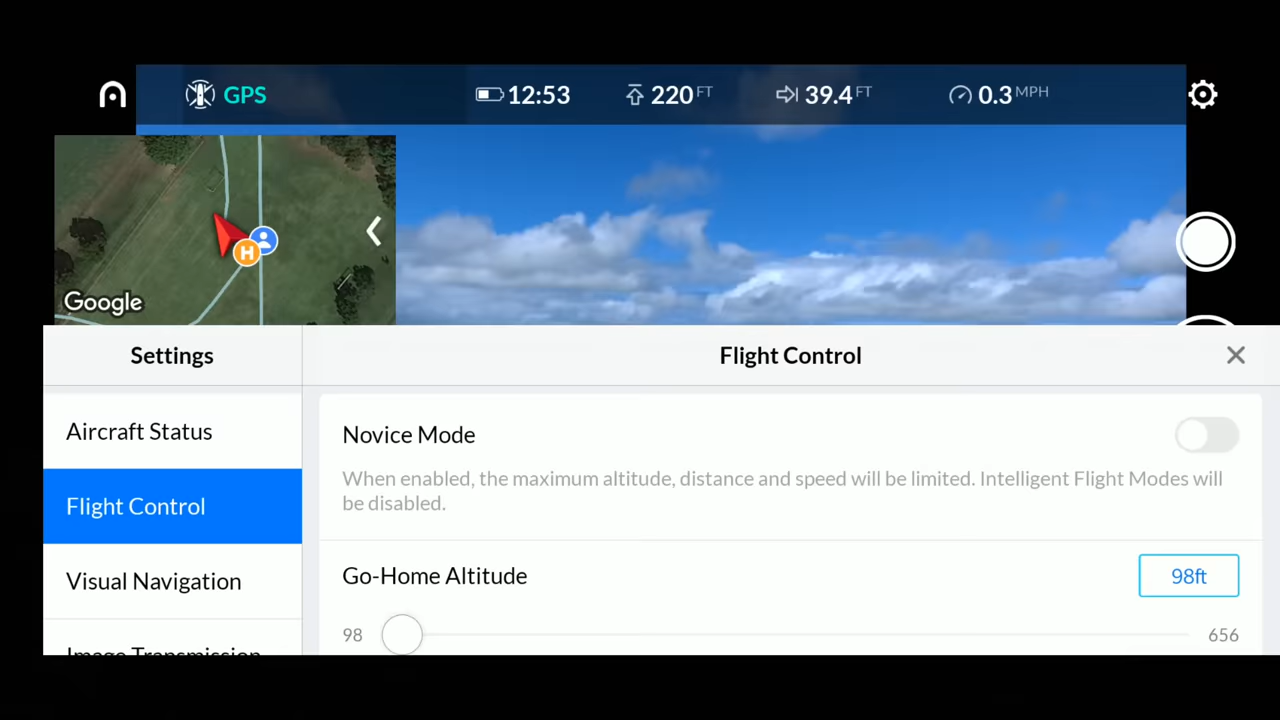 GPS 12:53 220 FT 39.4 FT 0.3 MPH
H
Google
Settings
Flight Control
Aircraft Status
Flight Control
Visual Navigation
Image Transmission
Novice Mode
When enabled, the maximum altitude, distance and speed will be limited. Intelligent Flight Modes will
be disabled.
Go-Home Altitude 98ft
98 656